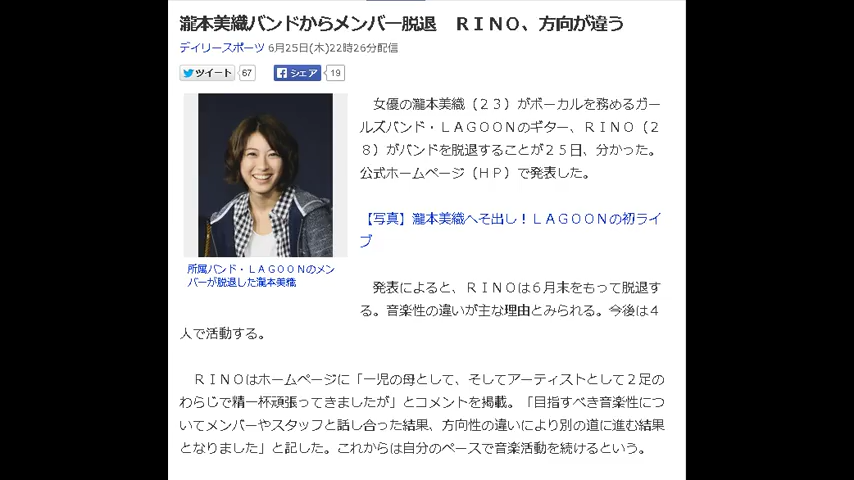 瀧本美織バンドからメンバー脱退　ＲＩＮＯ、方向が違う
デイリースポーツ 6月25日(木)22時26分配信
ツイート 67 シェア 19
女優の瀧本美織（２３）がボーカルを務めるガー
ルズバンド・ＬＡＧＯＯＮのギター、ＲＩＮＯ（２
８）がバンドを脱退することが２５日、分かった。
公式ホームページ（ＨＰ）で発表した。
【写真】瀧本美織へそ出し！ＬＡＧＯＯＮの初ライ
ブ
所属バンド・ＬＡＧＯＯＮのメン
バーが脱退した瀧本美織
発表によると、ＲＩＮＯは６月末をもって脱退す
る。音楽性の違いが主な理由とみられる。今後は４
人で活動する。
ＲＩＮＯはホームページに「一児の母として、そしてアーティストとして２足の
わらじで精一杯頑張ってきましたが」とコメントを掲載。「目指すべき音楽性につ
いてメンバーやスタッフと話し合った結果、方向性の違いにより別の道に進む結果
となりました」と記した。これからは自分のペースで音楽活動を続けるという。